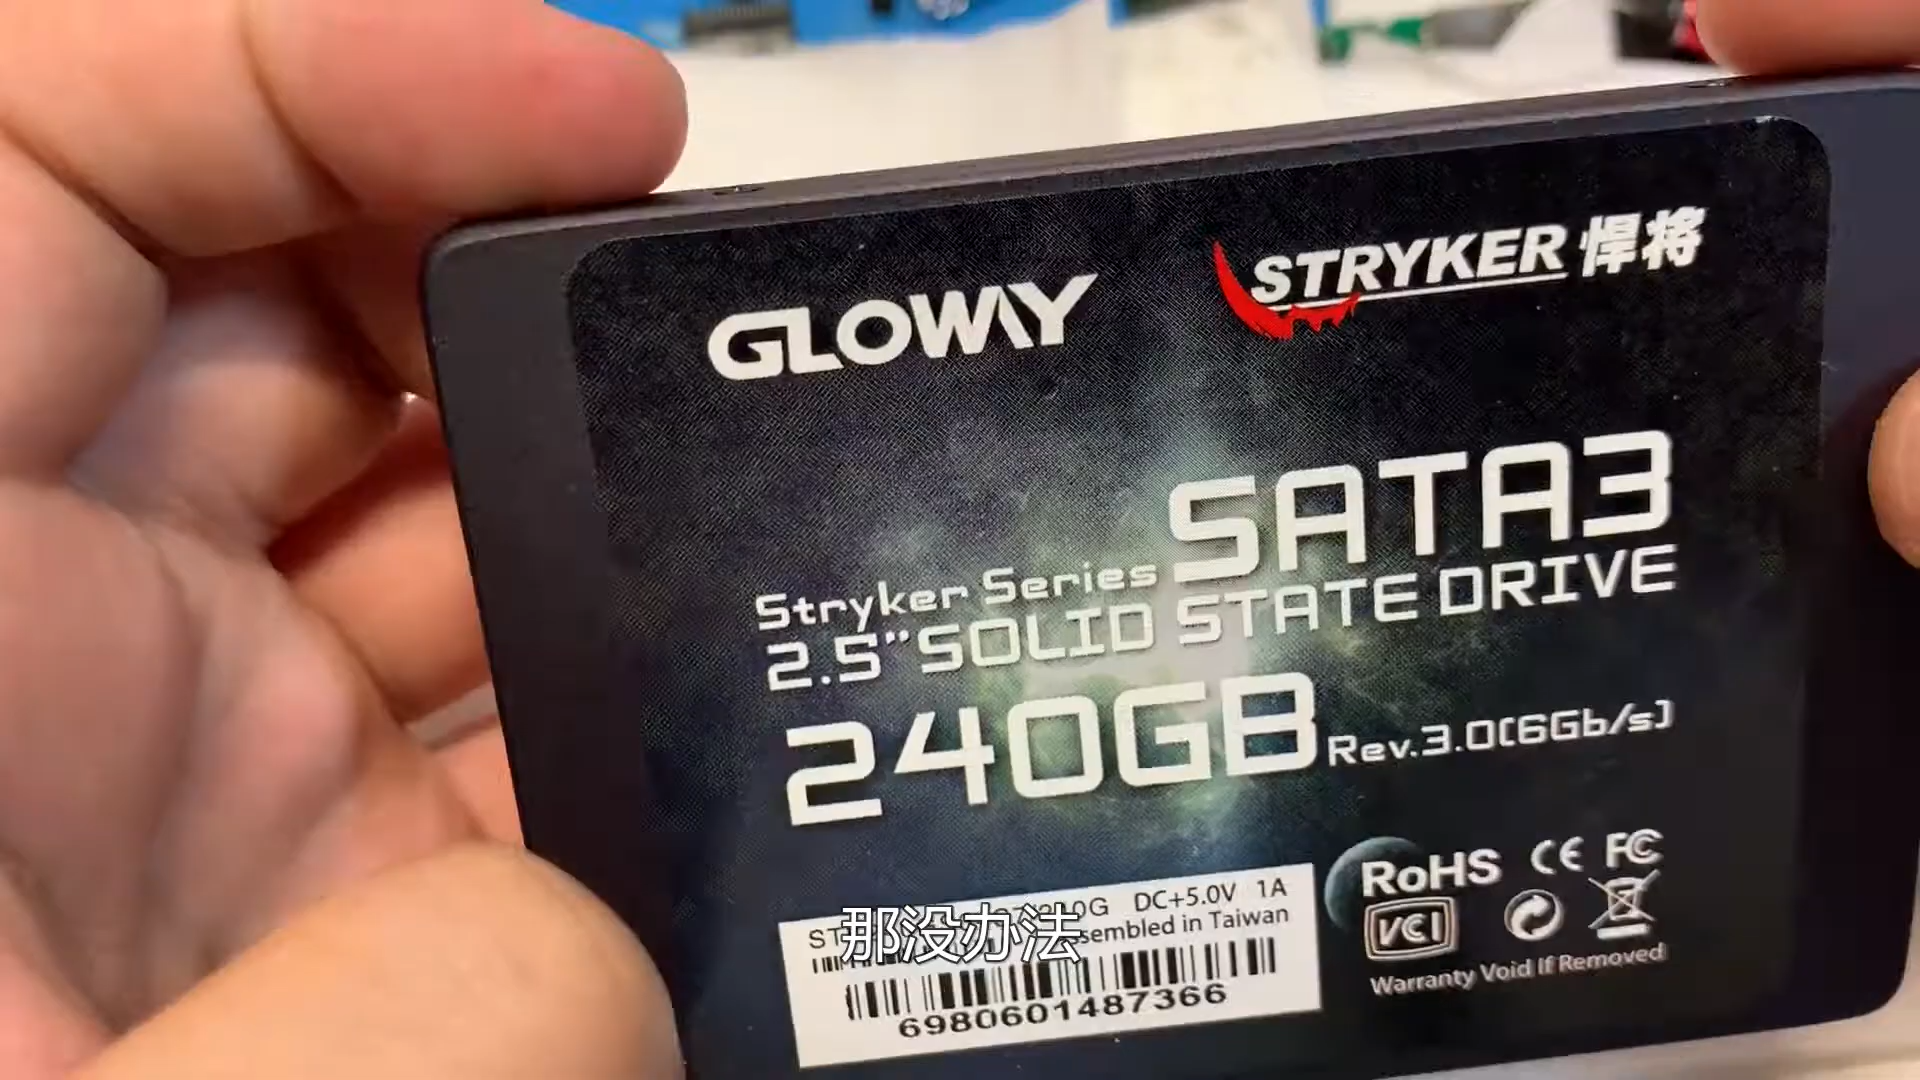 GLOWAY
STRYKER 悍将
Stryker Series SATA3
2.5"SOLID STATE DRIVE
240GB Rev.3.0(6Gb/s)
RoHS CE FC
VCI
Warranty Void If Removed
DC+5.0V 1A
in Taiwan
6980601487366
那没办法